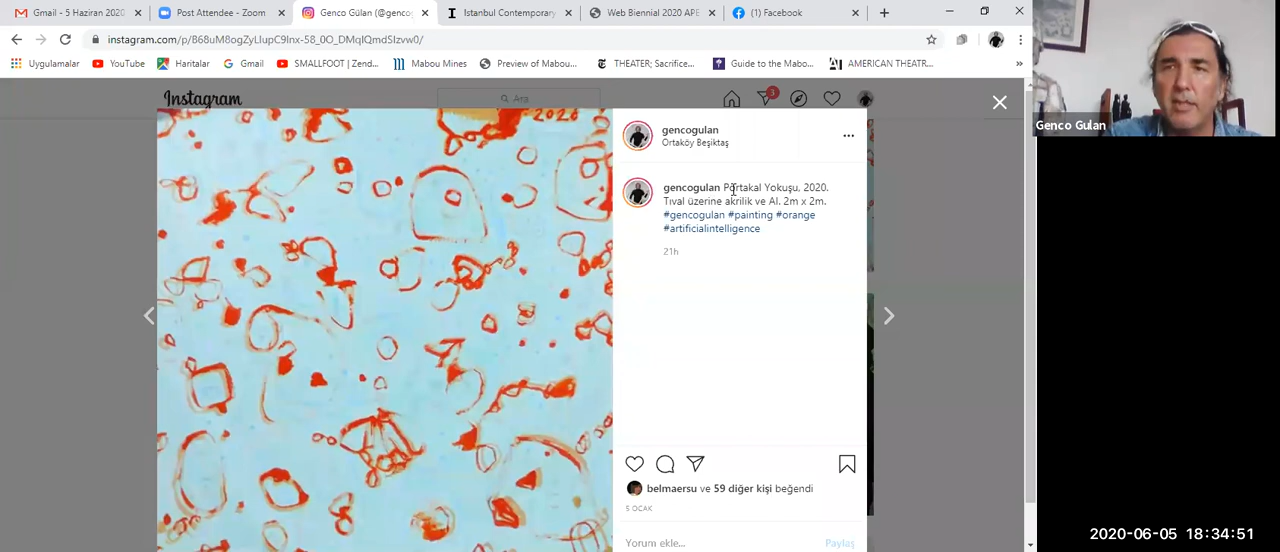 Gmail - 5 Haziran 2020
Post Attendee - Zoom
Genco Gülan (@genco
Istanbul Contemporary
Web Biennial 2020 APE
(1) Facebook
instagram.com/p/B68uM8ogZyLIupC9Inx-58_0O_DMqIQmdSIzvw0/
Uygulamalar
YouTube
Haritalar
Gmail
SMALLFOOT | Zend...
Mabou Mines
Preview of Mabou...
THEATER; Sacrifice...
Guide to the Mabo...
AMERICAN THEATR...
»
Instagram
Ara
3
2020
gencogulan
Ortaköy Beşiktaş
gencogulan Portakal Yokuşu, 2020.
Tıval üzerine akrilik ve AI. 2m x 2m.
#gencogulan #painting #orange
#artificialintelligence
21h
belmaersu ve 59 diğer kişi beğendi
5 OCAK
Yorum ekle...
Paylaş
Genco Gulan
2020-06-05 18:34:51